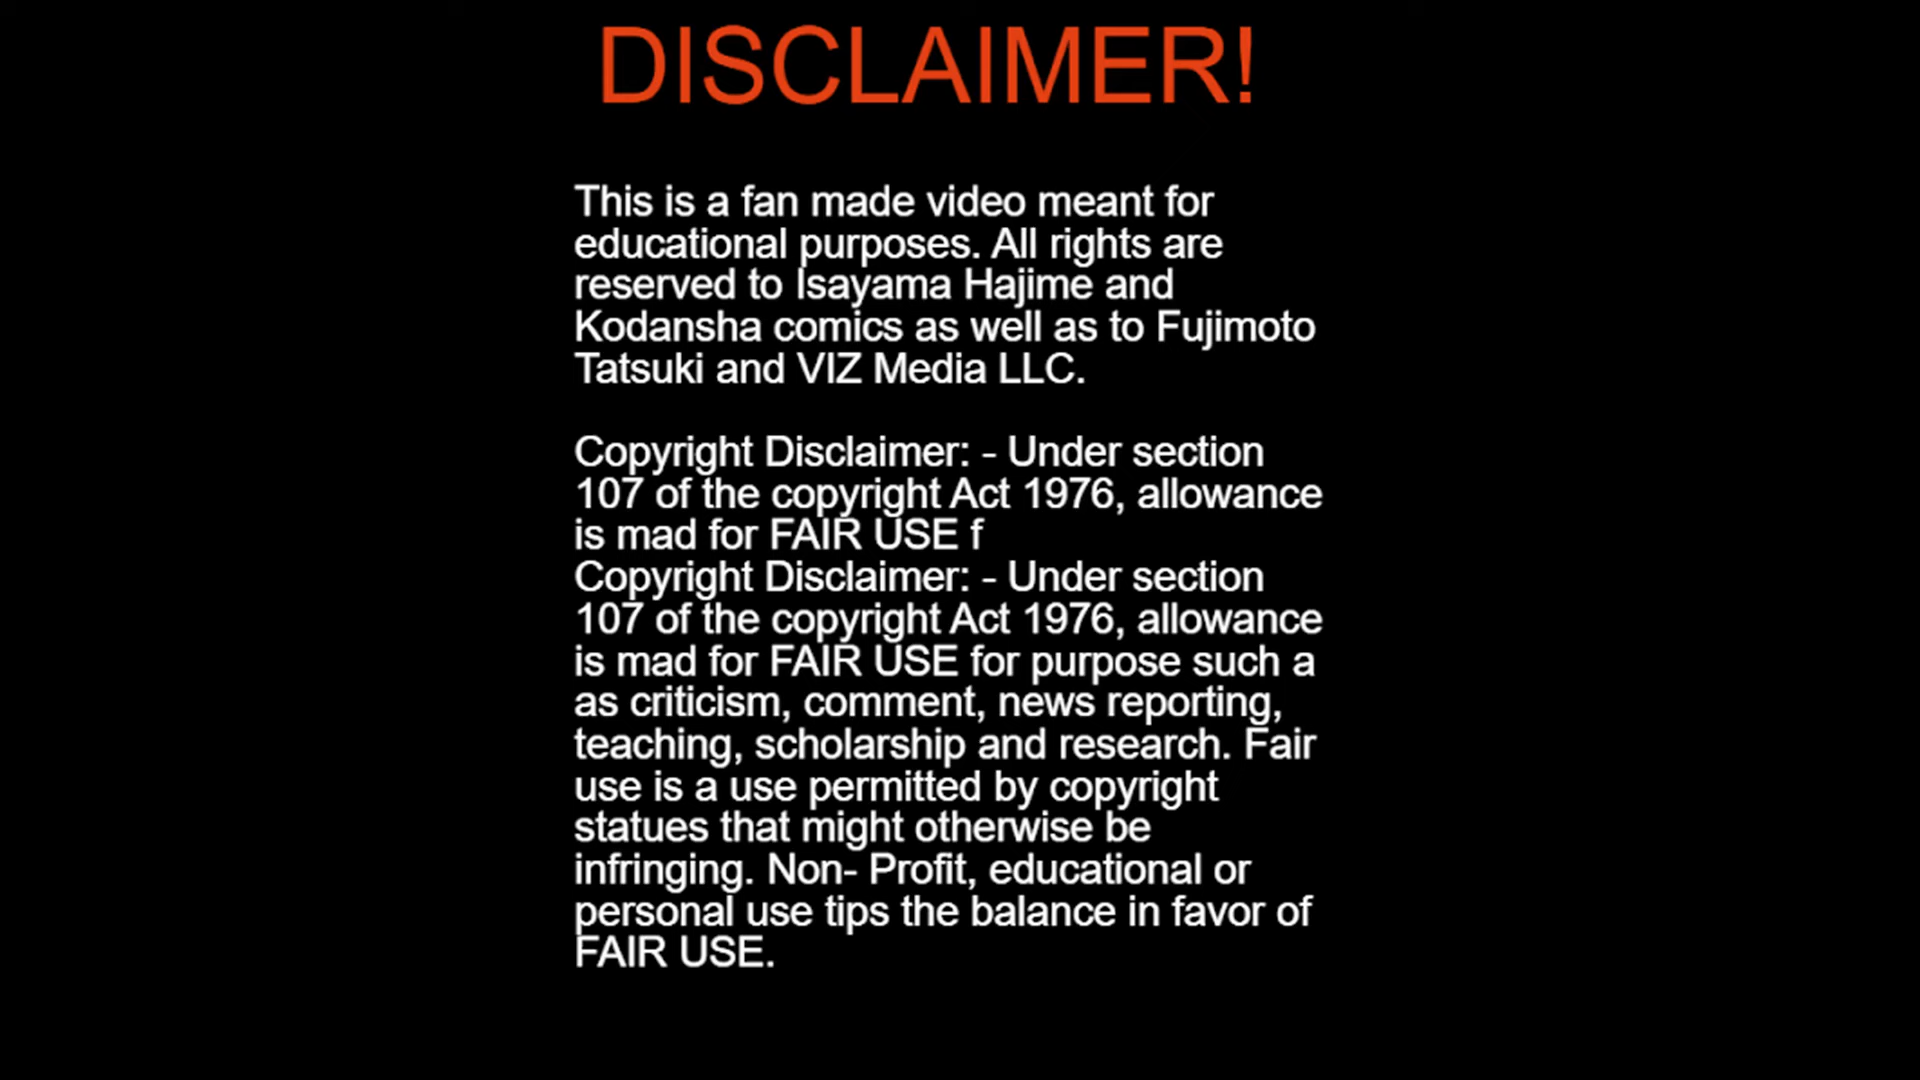 DISCLAIMER!
This is a fan made video meant for
educational purposes. All rights are
reserved to Isayama Hajime and
Kodansha comics as well as to Fujimoto
Tatsuki and VIZ Media LLC.
Copyright Disclaimer: - Under section
107 of the copyright Act 1976, allowance
is mad for FAIR USE f
Copyright Disclaimer: - Under section
107 of the copyright Act 1976, allowance
is mad for FAIR USE for purpose such a
as criticism, comment, news reporting,
teaching, scholarship and research. Fair
use is a use permitted by copyright
statues that might otherwise be
infringing. Non- Profit, educational or
personal use tips the balance in favor of
FAIR USE.